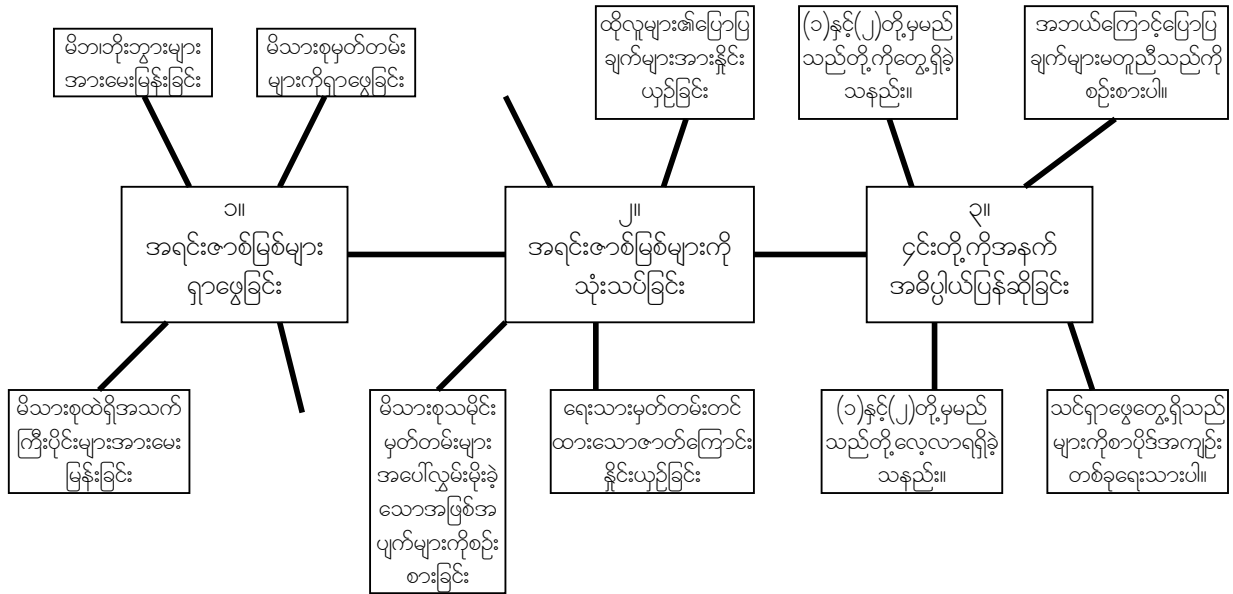 မိဘ၊ဘိုးဘွားများ
အားမေးမြန်းခြင်း
မိသားစုမှတ်တမ်း
များကိုရှာဖွေခြင်း
ထိုလူများ၏ပြောပြ
ချက်များအားနှိုင်း
ယှဉ်ခြင်း
(၁)နှင့်(၂)တို့မှမည်
သည်တို့ကိုတွေ့ရှိခဲ့
သနည်း။
အဘယ်ကြောင့်ပြောပြ
ချက်များမတူညီသည်ကို
စဉ်းစားပါ။
၁။
အရင်းဇာစ်မြစ်များ
ရှာဖွေခြင်း
၂။
အရင်းဇာစ်မြစ်များကို
သုံးသပ်ခြင်း
၃။
၄င်းတို့ကိုအနက်
အဓိပ္ပါယ်ပြန်ဆိုခြင်း
မိသားစုထဲရှိအသက်
ကြီးပိုင်းများအားမေး
မြန်းခြင်း
မိသားစုသမိုင်း
မှတ်တမ်းများ
အပေါ်လွှမ်းမိုးခဲ့
သောအဖြစ်အ
ပျက်များကိုစဉ်း
စားခြင်း
ရေးသားမှတ်တမ်းတင်
ထားသောဇာတ်ကြောင်း
နှိုင်းယှဉ်ခြင်း
(၁)နှင့်(၂)တို့မှမည်
သည်တို့လေ့လာရရှိခဲ့
သနည်း။
သင်ရှာဖွေတွေ့ရှိသည်
များကိုစာပိုဒ်အကျဉ်း
တစ်ခုရေးသားပါ။